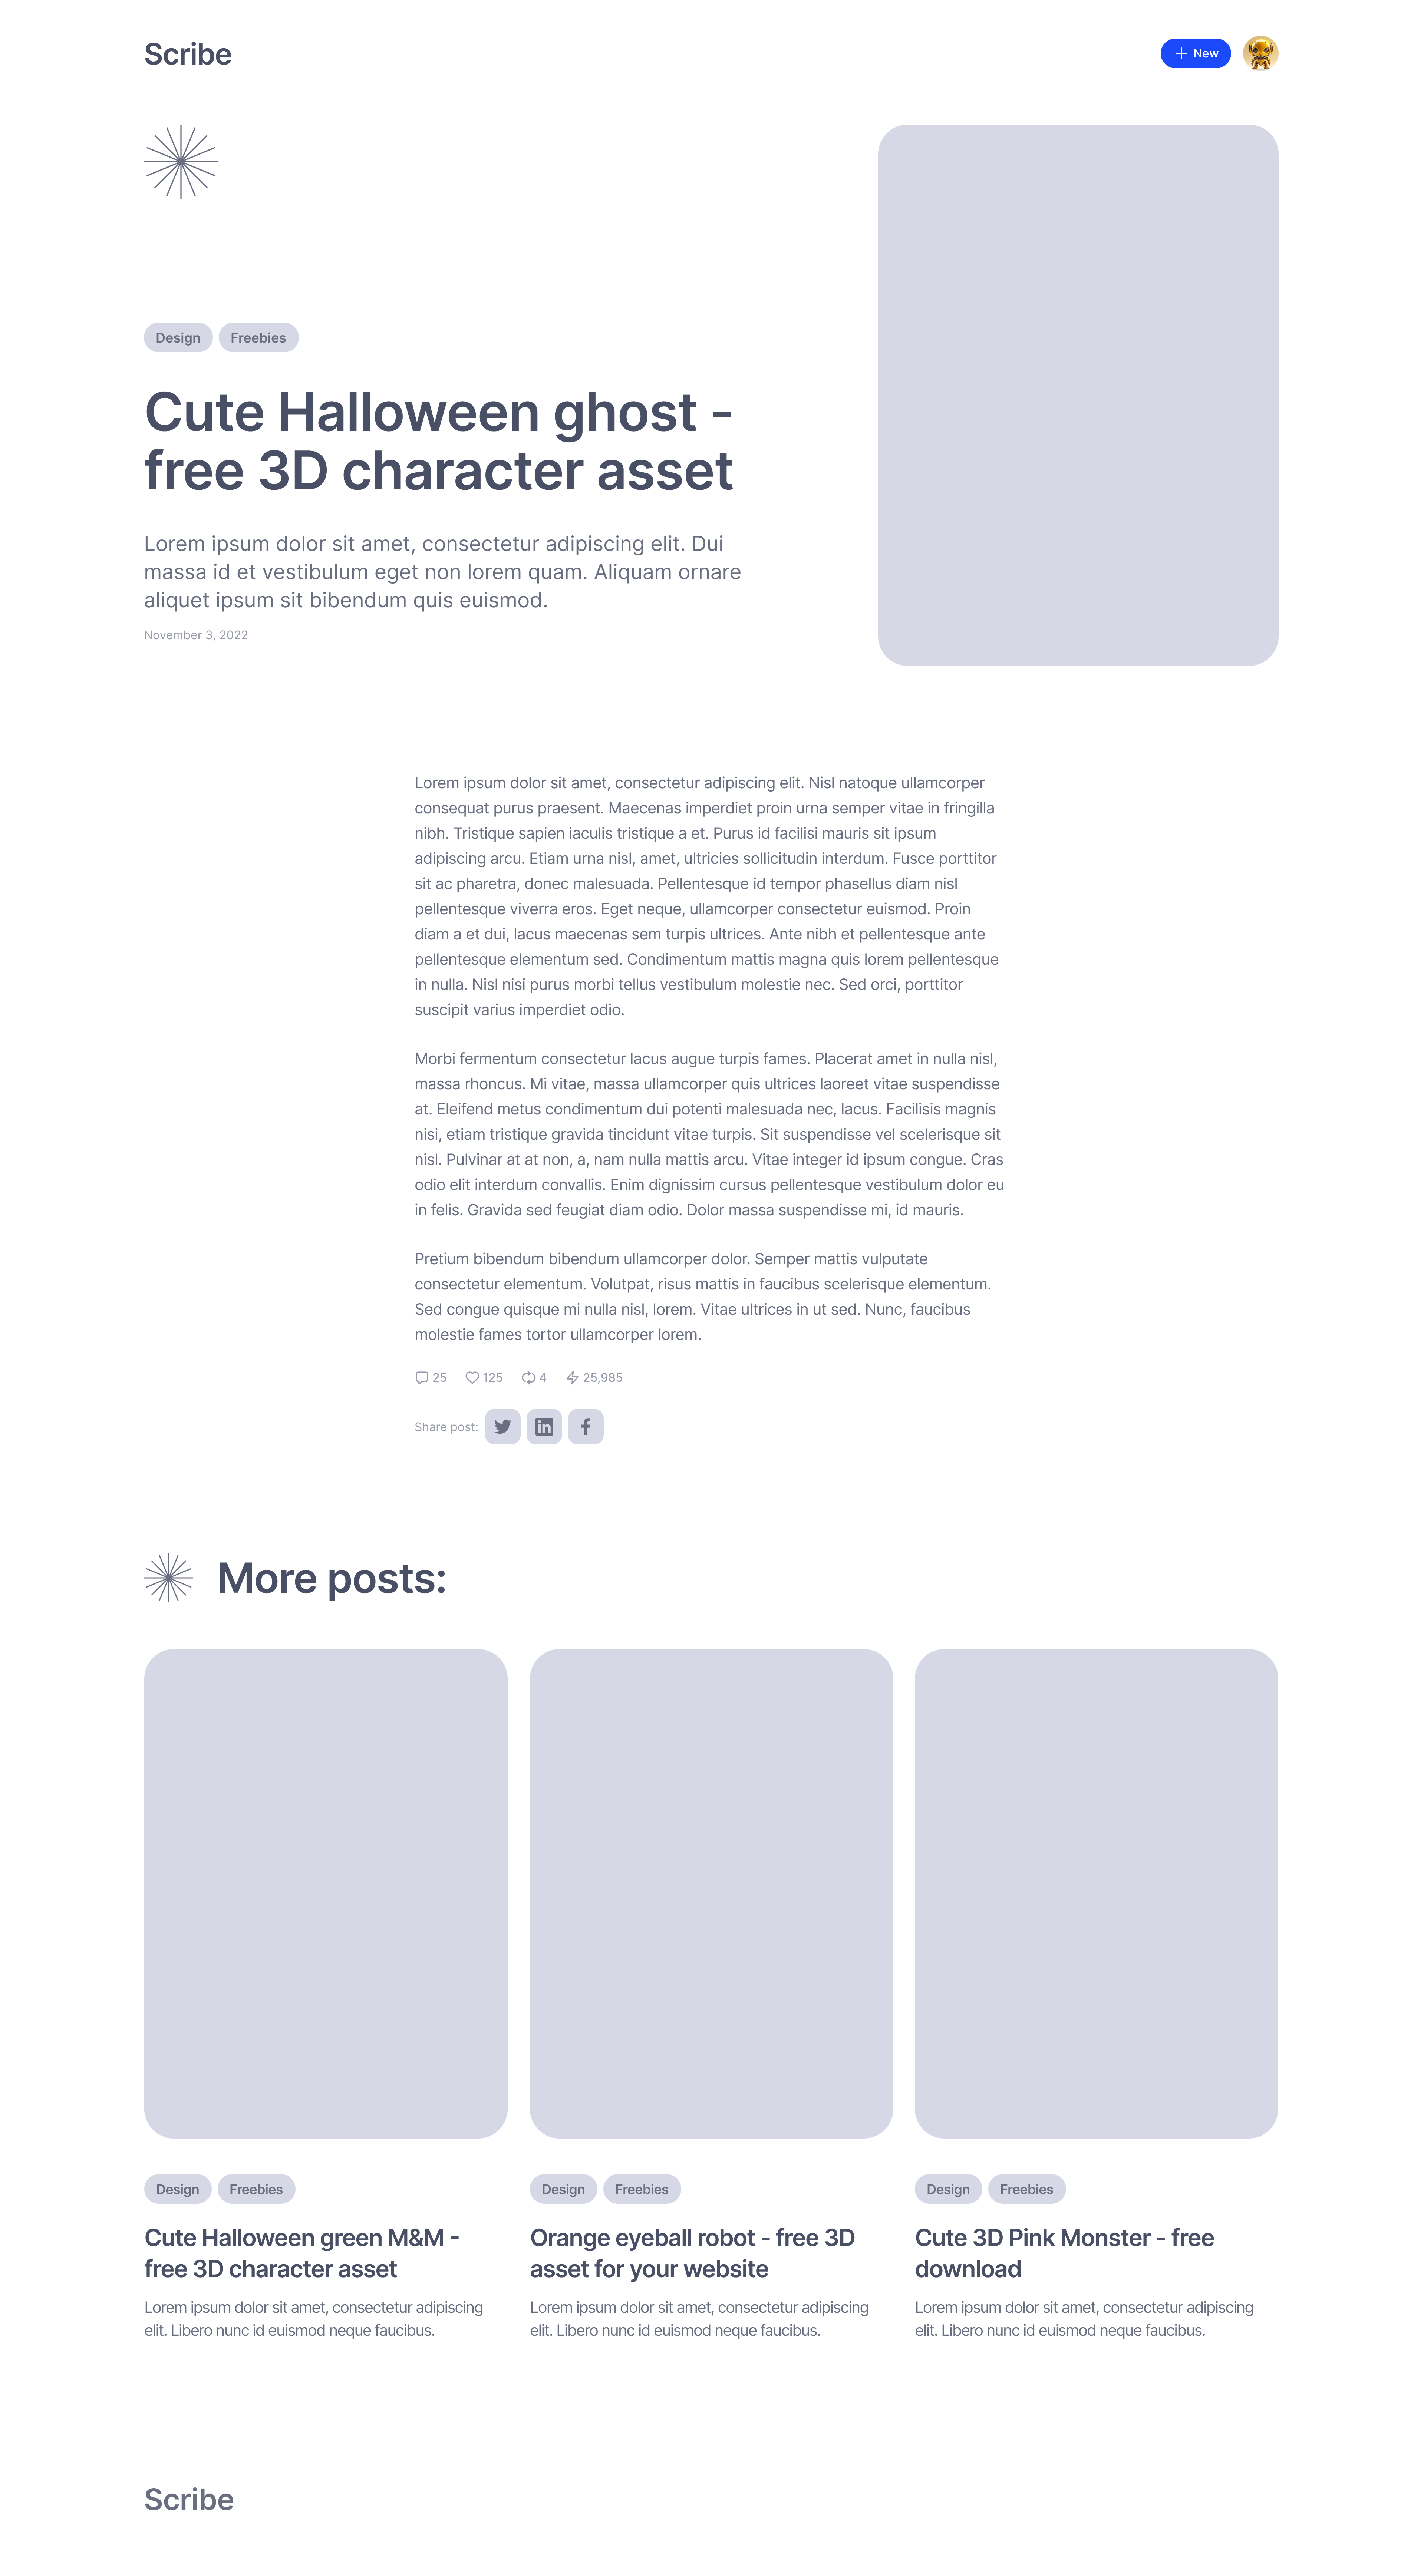 Scribe
New
Design Freebies
Cute Halloween ghost -
free 3D character asset
Lorem ipsum dolor sit amet, consectetur adipiscing elit. Dui
massa id et vestibulum eget non lorem quam. Aliquam ornare
aliquet ipsum sit bibendum quis euismod.
November 3, 2022
Lorem ipsum dolor sit amet, consectetur adipiscing elit. Nisl natoque ullamcorper
consequat purus praesent. Maecenas imperdiet proin urna semper vitae in fringilla
nibh. Tristique sapien iaculis tristique a et. Purus id facilisi mauris sit ipsum
adipiscing arcu. Etiam urna nisl, amet, ultricies sollicitudin interdum. Fusce porttitor
sit ac pharetra, donec malesuada. Pellentesque id tempor phasellus diam nisl
pellentesque viverra eros. Eget neque, ullamcorper consectetur euismod. Proin
diam a et dui, lacus maecenas sem turpis ultrices. Ante nibh et pellentesque ante
pellentesque elementum sed. Condimentum mattis magna quis lorem pellentesque
in nulla. Nisl nisi purus morbi tellus vestibulum molestie nec. Sed orci, porttitor
suscipit varius imperdiet odio.
Morbi fermentum consectetur lacus augue turpis fames. Placerat amet in nulla nisl,
massa rhoncus. Mi vitae, massa ullamcorper quis ultrices laoreet vitae suspendisse
at. Eleifend metus condimentum dui potenti malesuada nec, lacus. Facilisis magnis
nisi, etiam tristique gravida tincidunt vitae turpis. Sit suspendisse vel scelerisque sit
nisl. Pulvinar at at non, a, nam nulla mattis arcu. Vitae integer id ipsum congue. Cras
odio elit interdum convallis. Enim dignissim cursus pellentesque vestibulum dolor eu
in felis. Gravida sed feugiat diam odio. Dolor massa suspendisse mi, id mauris.
Pretium bibendum bibendum ullamcorper dolor. Semper mattis vulputate
consectetur elementum. Volutpat, risus mattis in faucibus scelerisque elementum.
Sed congue quisque mi nulla nisl, lorem. Vitae ultrices in ut sed. Nunc, faucibus
molestie fames tortor ullamcorper lorem.
25 125 4 25,985
Share post:
More posts:
Design Freebies
Cute Halloween green M&M -
free 3D character asset
Lorem ipsum dolor sit amet, consectetur adipiscing
elit. Libero nunc id euismod neque faucibus.
Design Freebies
Orange eyeball robot - free 3D
asset for your website
Lorem ipsum dolor sit amet, consectetur adipiscing
elit. Libero nunc id euismod neque faucibus.
Design Freebies
Cute 3D Pink Monster - free
download
Lorem ipsum dolor sit amet, consectetur adipiscing
elit. Libero nunc id euismod neque faucibus.
Scribe